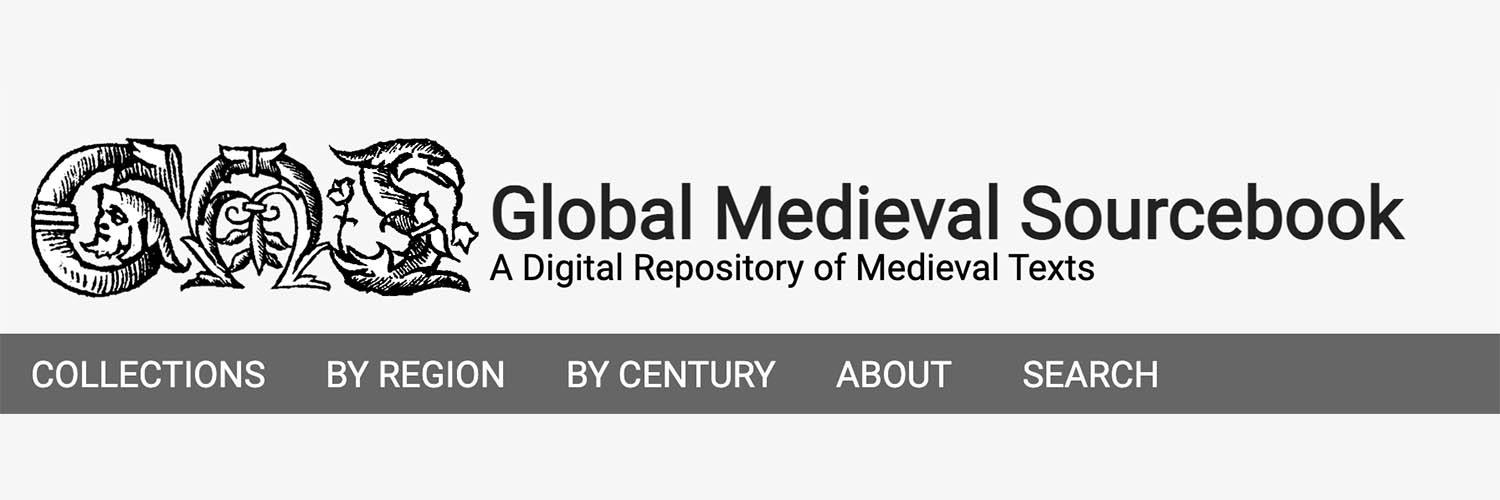 GMS
Global Medieval Sourcebook
A Digital Repository of Medieval Texts
COLLECTIONS BY REGION BY CENTURY ABOUT SEARCH